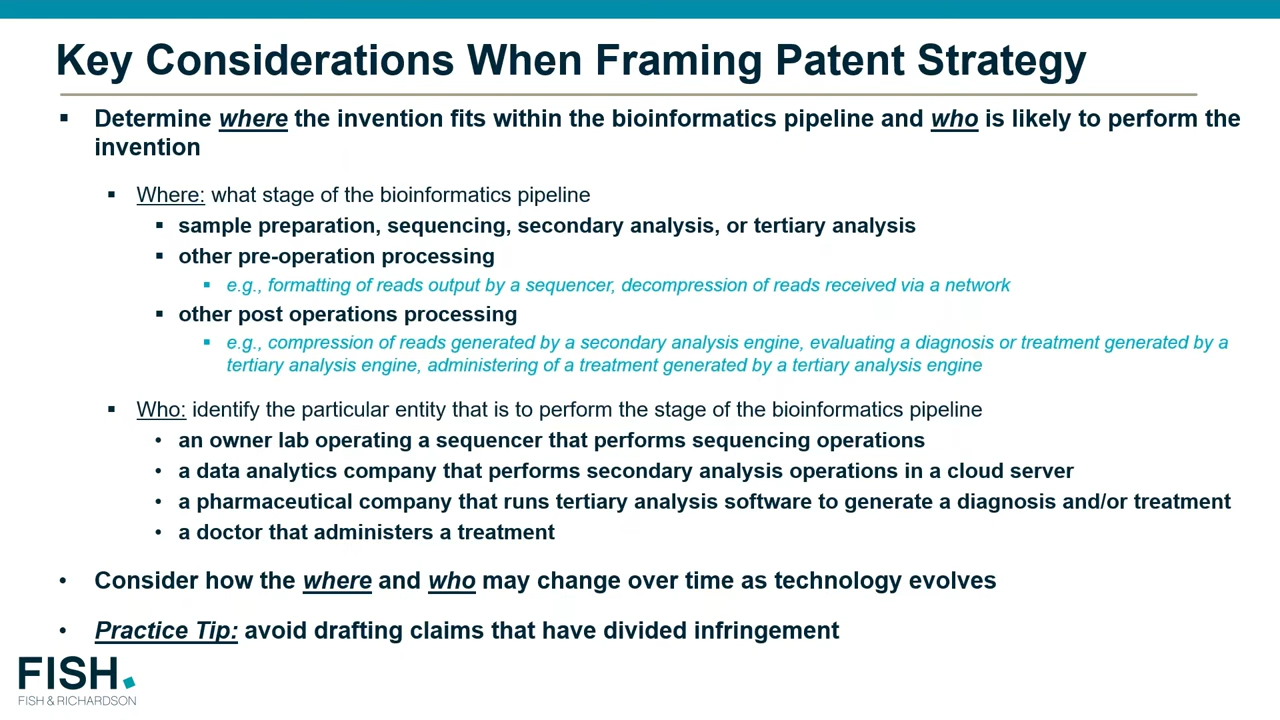 Key Considerations When Framing Patent Strategy
▪ Determine where the invention fits within the bioinformatics pipeline and who is likely to perform the
invention
▪ Where: what stage of the bioinformatics pipeline
▪ sample preparation, sequencing, secondary analysis, or tertiary analysis
▪ other pre-operation processing
▪ e.g., formatting of reads output by a sequencer, decompression of reads received via a network
▪ other post operations processing
▪ e.g., compression of reads generated by a secondary analysis engine, evaluating a diagnosis or treatment generated by a
tertiary analysis engine, administering of a treatment generated by a tertiary analysis engine
▪ Who: identify the particular entity that is to perform the stage of the bioinformatics pipeline
• an owner lab operating a sequencer that performs sequencing operations
• a data analytics company that performs secondary analysis operations in a cloud server
• a pharmaceutical company that runs tertiary analysis software to generate a diagnosis and/or treatment
• a doctor that administers a treatment
• Consider how the where and who may change over time as technology evolves
• Practice Tip: avoid drafting claims that have divided infringement
FISH.
FISH & RICHARDSON